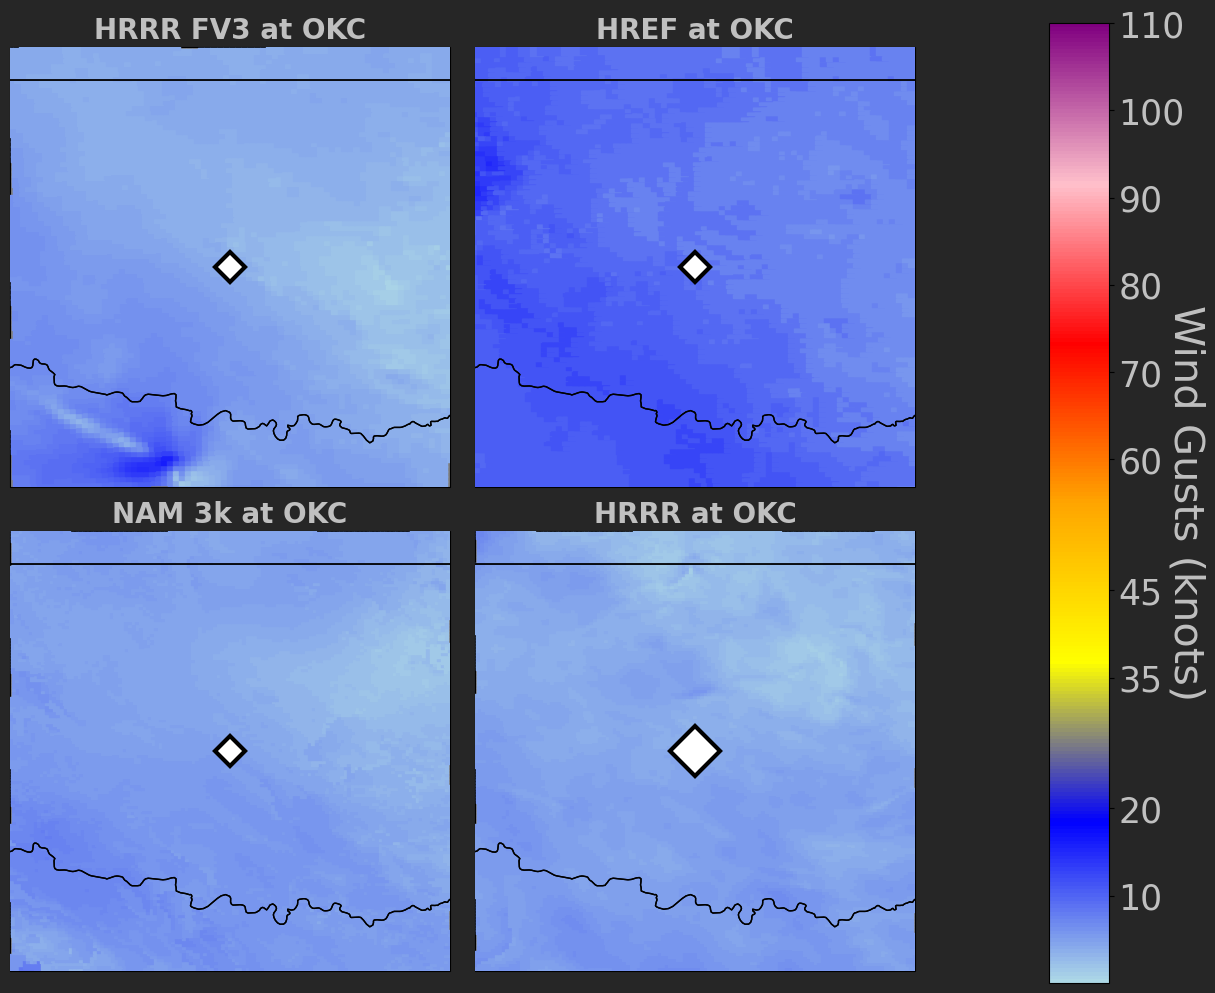 HRRR FV3 at OKC
HREF at OKC
NAM 3k at OKC
HRRR at OKC
110
100
90
80
70
60
45
35
20
10
Wind Gusts (knots)